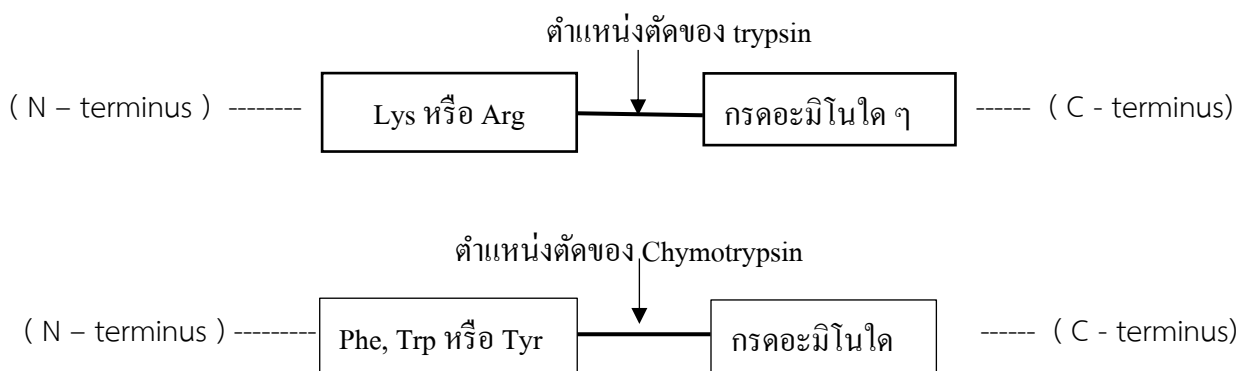 ตำแหน่งตัดของ trypsin
( N – terminus ) -------- Lys หรือ Arg กรดอะมิโนใด ๆ ------ ( C - terminus)
ตำแหน่งตัดของ Chymotrypsin
( N – terminus ) --------- Phe, Trp หรือ Tyr กรดอะมิโนใด ------ ( C - terminus)